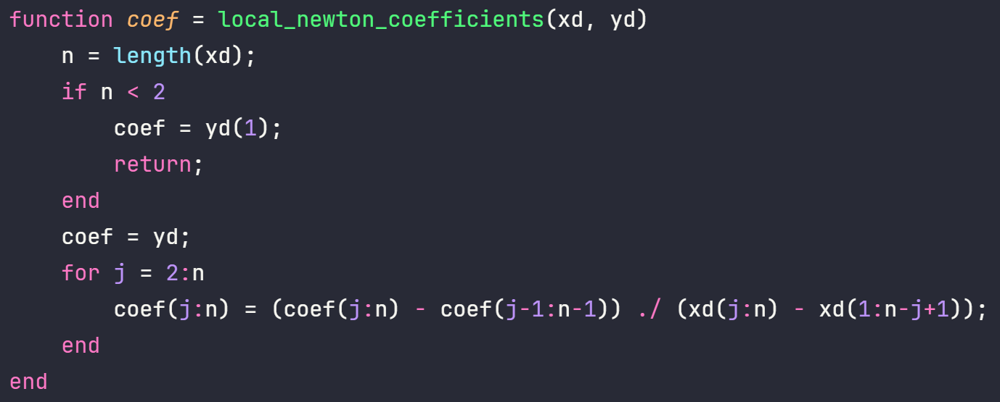 function coef = local_newton_coefficients(xd, yd)
    n = length(xd);
    if n < 2
        coef = yd(1);
        return;
    end
    coef = yd;
    for j = 2:n
        coef(j:n) = (coef(j:n) - coef(j-1:n-1)) ./ (xd(j:n) - xd(1:n-j+1));
    end
end